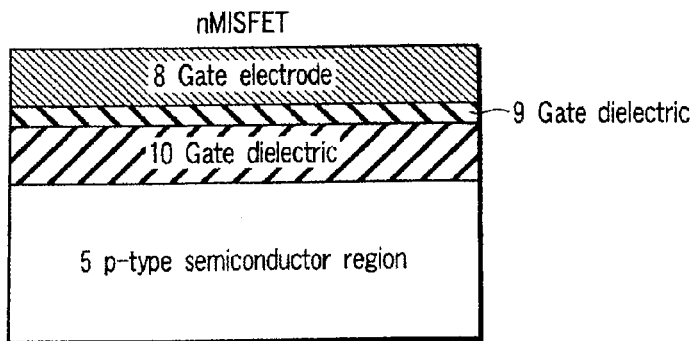 nMISFET
8 Gate electrode
9 Gate dielectric
10 Gate dielectric
5 p-type semiconductor region